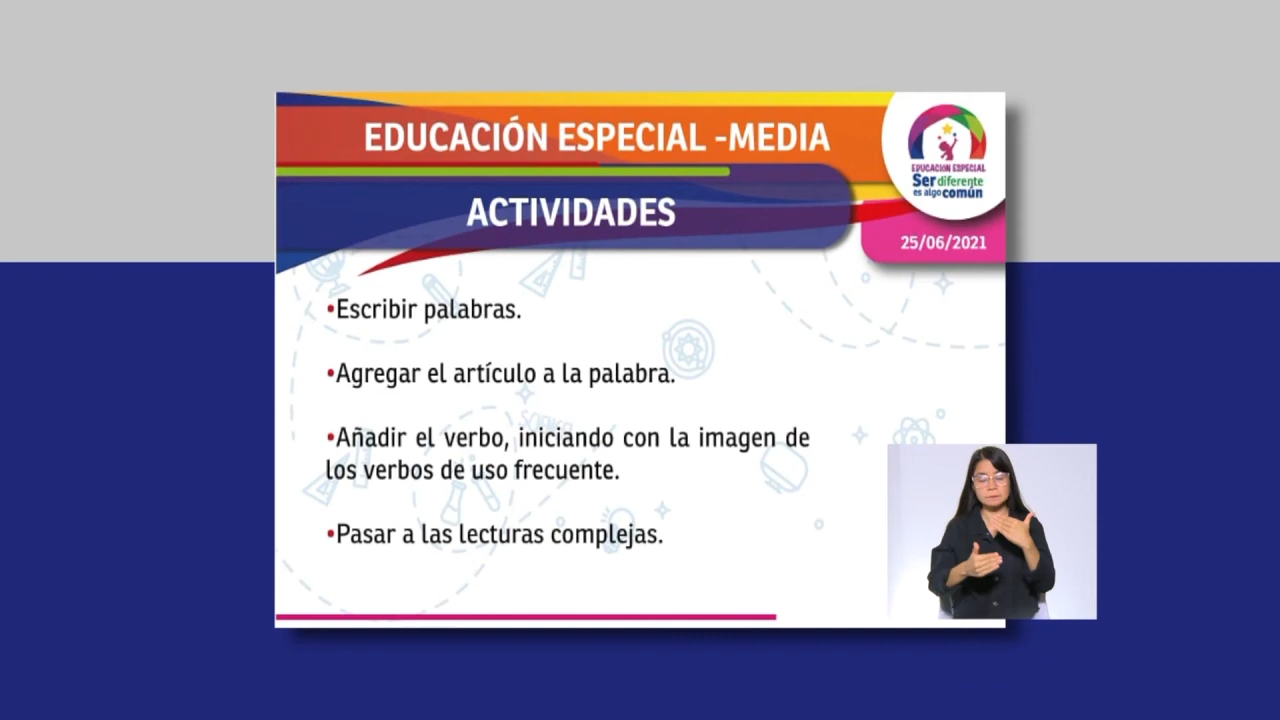 EDUCACIÓN ESPECIAL -MEDIA
EDUCACIÓN ESPECIAL
Ser diferente
es algo común
ACTIVIDADES
25/06/2021
•Escribir palabras.
•Agregar el artículo a la palabra.
•Añadir el verbo, iniciando con la imagen de
los verbos de uso frecuente.
•Pasar a las lecturas complejas.